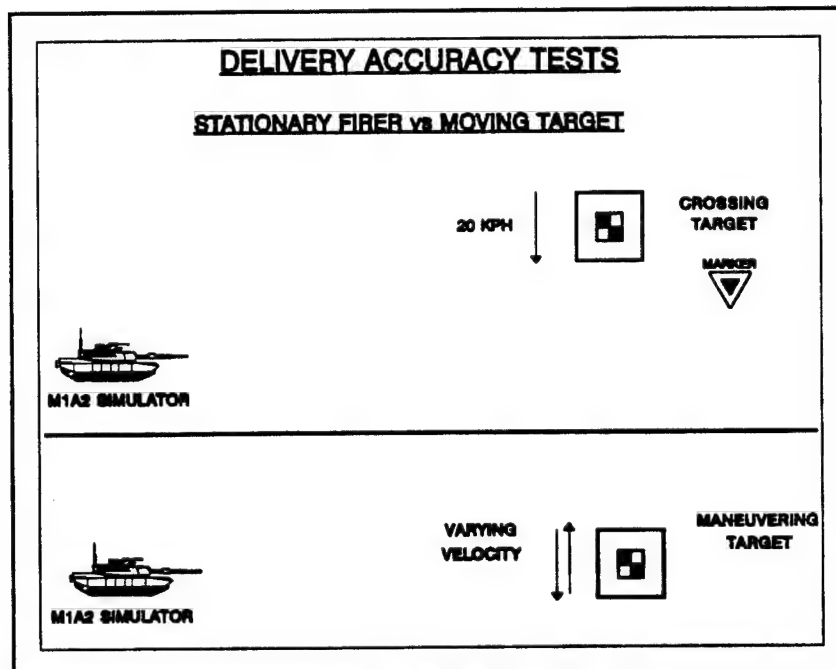 DELIVERY ACCURACY TESTS
STATIONARY FIRER vs MOVING TARGET
20 KPH
CROSSING
TARGET
MARKER
M1A2 SIMULATOR
VARYING
VELOCITY
MANEUVERING
TARGET
M1A2 SIMULATOR